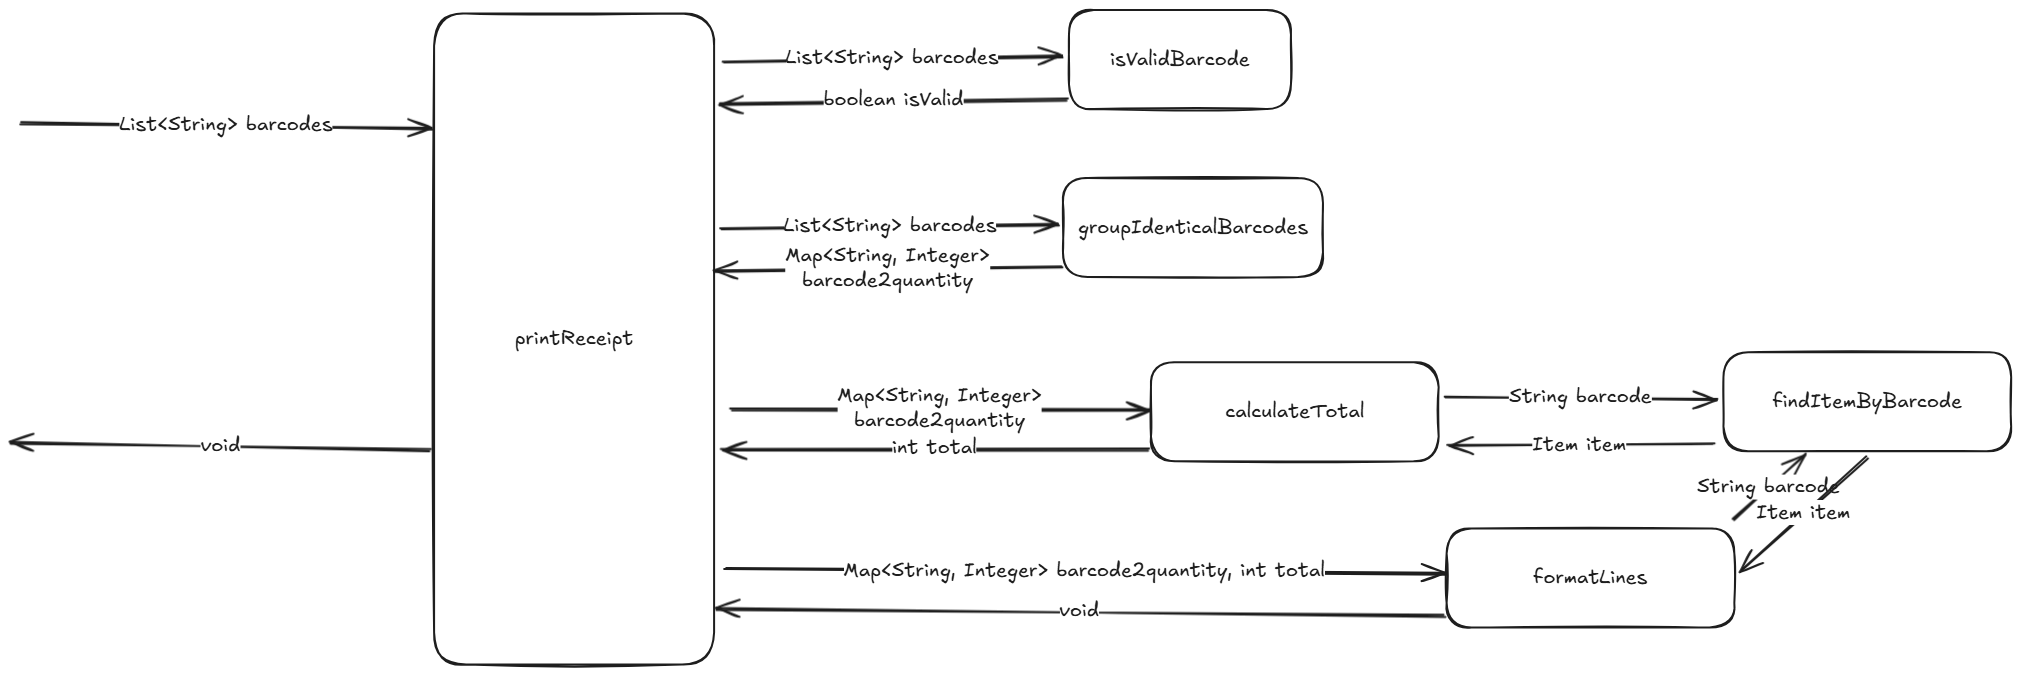 List<String> barcodes
isValidBarcode
boolean isValid
List<String> barcodes
List<String> barcodes
groupIdenticalBarcodes
Map<String, Integer>
barcode2quantity
printReceipt
Map<String, Integer>
barcode2quantity
calculateTotal
String barcode
findItemByBarcode
void
int total
Item item
String barcode
Item item
Map<String, Integer> barcode2quantity, int total
formatLines
void